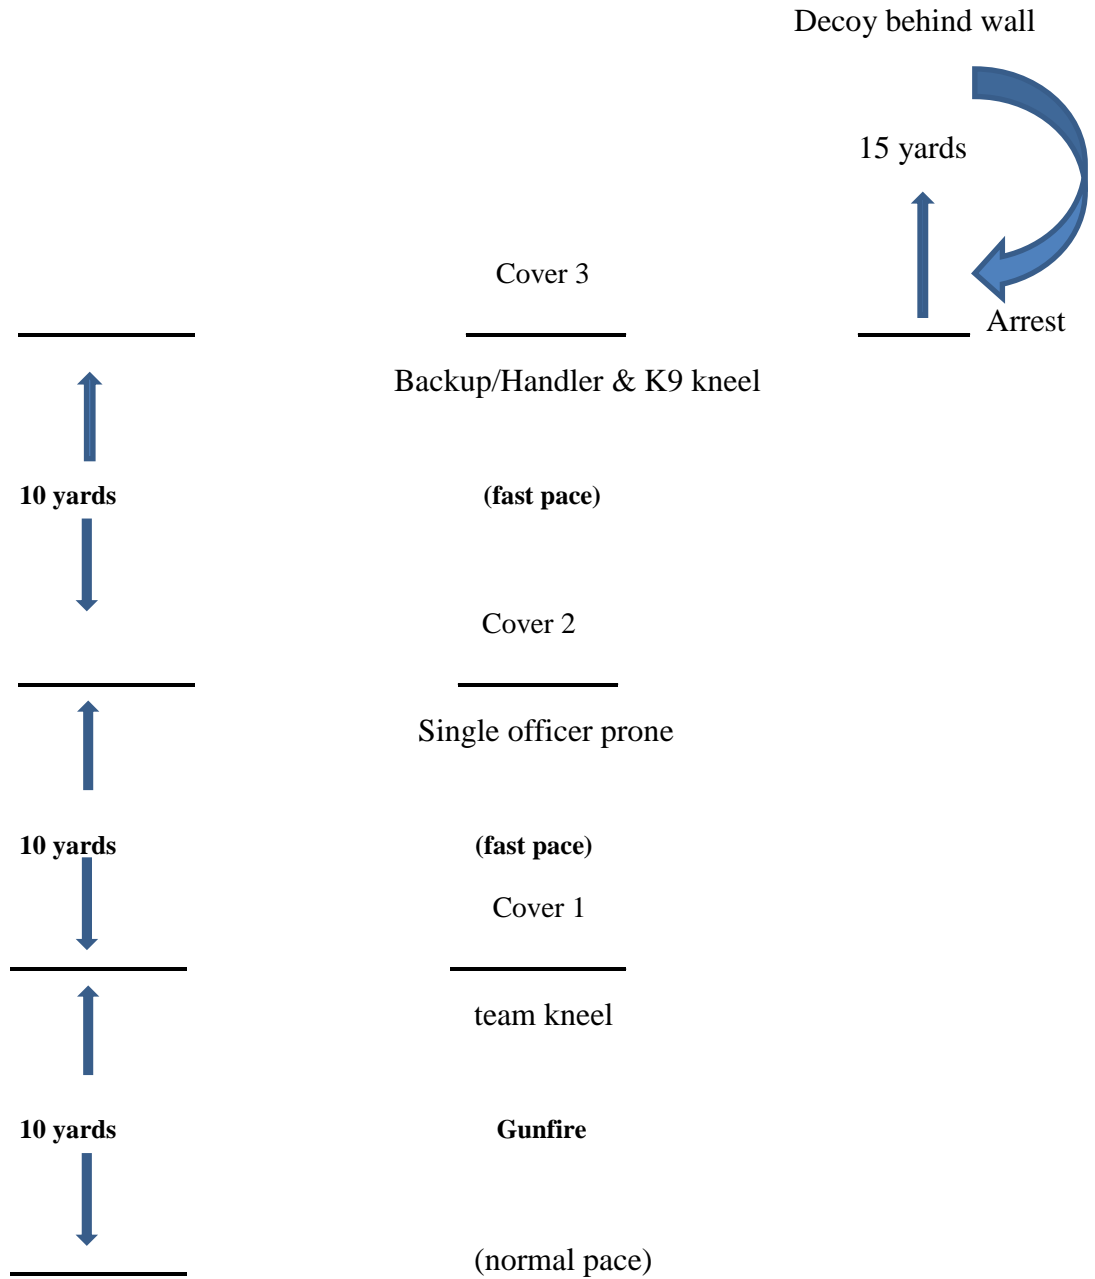 Decoy behind wall
15 yards
Cover 3
Arrest
Backup/Handler & K9 kneel
10 yards
(fast pace)
Cover 2
Single officer prone
10 yards
(fast pace)
Cover 1
team kneel
10 yards
Gunfire
(normal pace)